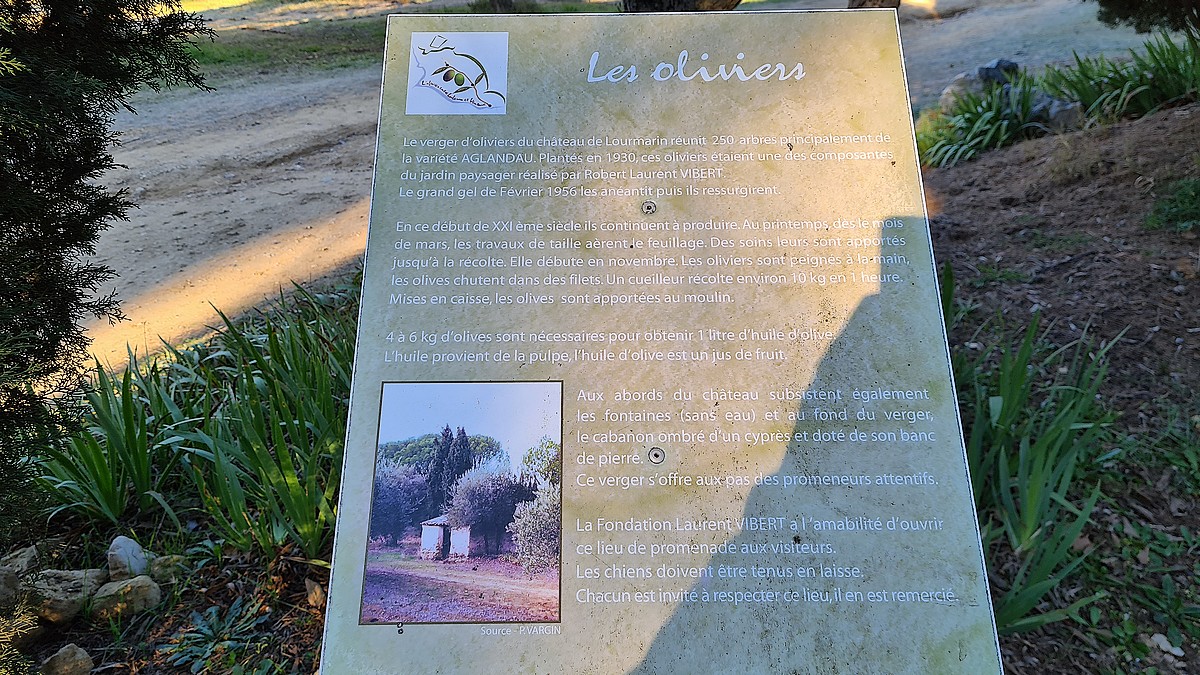 Les oliviers
Le verger d'oliviers du château de Lourmarin réunit 250 arbres principalement de
la variété AGLANDAU. Plantés en 1930, ces oliviers étaient une des composantes
du jardin paysager réalisé par Robert Laurent VIBERT.
Le grand gel de Février 1956 les anéantit puis ils ressurgirent.
En ce début de XXI ème siècle ils continuent à produire. Au printemps, dès le mois
de mars, les travaux de taille aèrent le feuillage. Des soins leurs sont apportés
jusqu'à la récolte. Elle débute en novembre. Les oliviers sont peignés à la main,
les olives chutent dans des filets. Un cueilleur récolte environ 10 kg en 1 heure.
Mises en caisse, les olives sont apportées au moulin.
4 à 6 kg d'olives sont nécessaires pour obtenir 1 litre d'huile d'olive.
L'huile provient de la pulpe, l'huile d'olive est un jus de fruit.
Aux abords du château subsistent également
les fontaines (sans eau) et au fond du verger,
le cabañon ombré d'un cyprès et doté de son banc
de pierre.
Ce verger s'offre aux pas des promeneurs attentifs.
La Fondation Laurent VIBERT a l'amabilité d'ouvrir
ce lieu de promenade aux visiteurs.
Les chiens doivent être tenus en laisse.
Chacun est invité à respecter ce lieu, il en est remercié.
Source - P.VARGIN